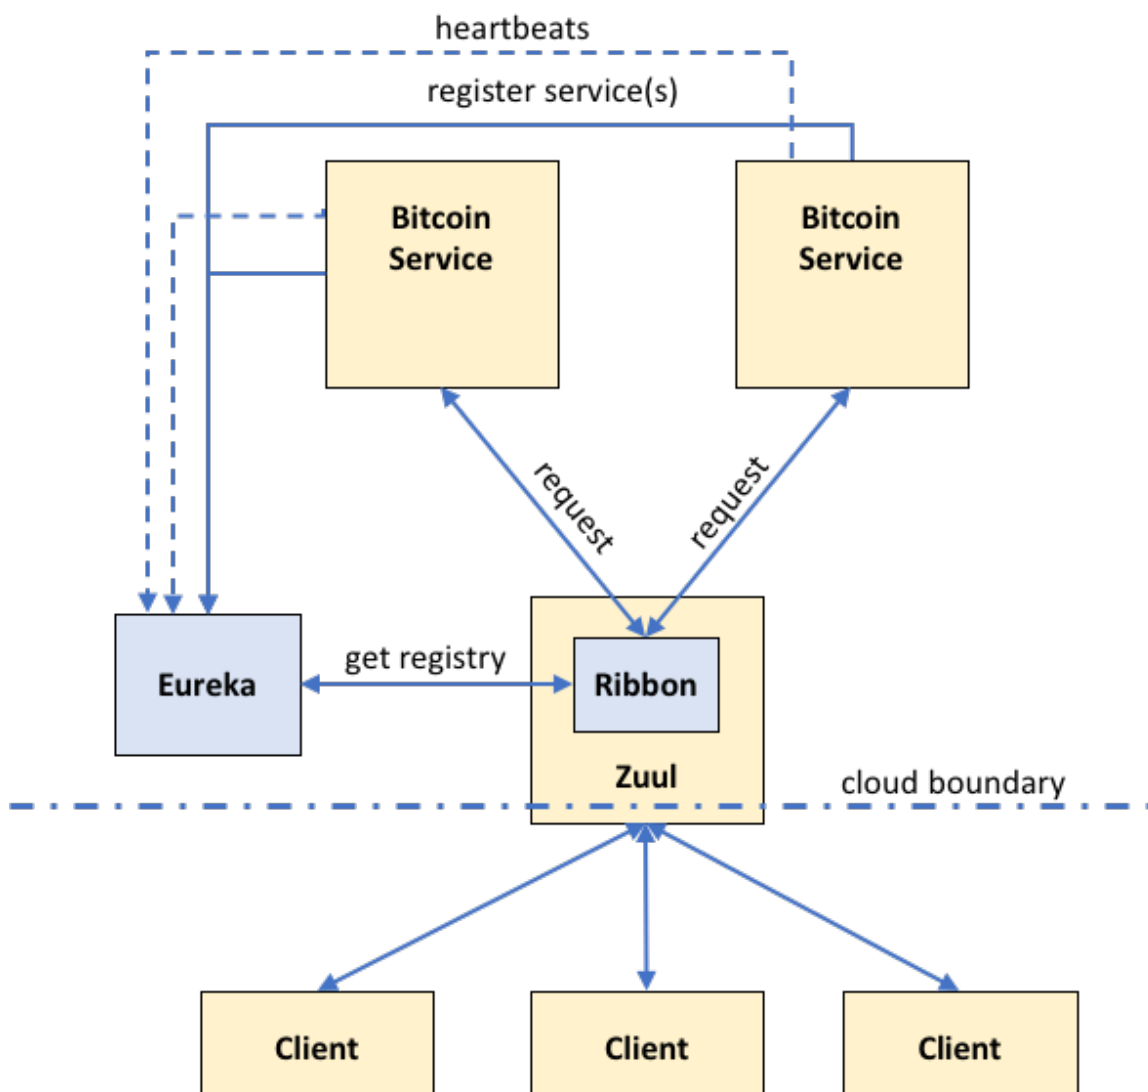 heartbeats
register service(s)
Bitcoin
Service
Bitcoin
Service
request
request
Eureka
get registry
Ribbon
Zuul
cloud boundary
Client
Client
Client